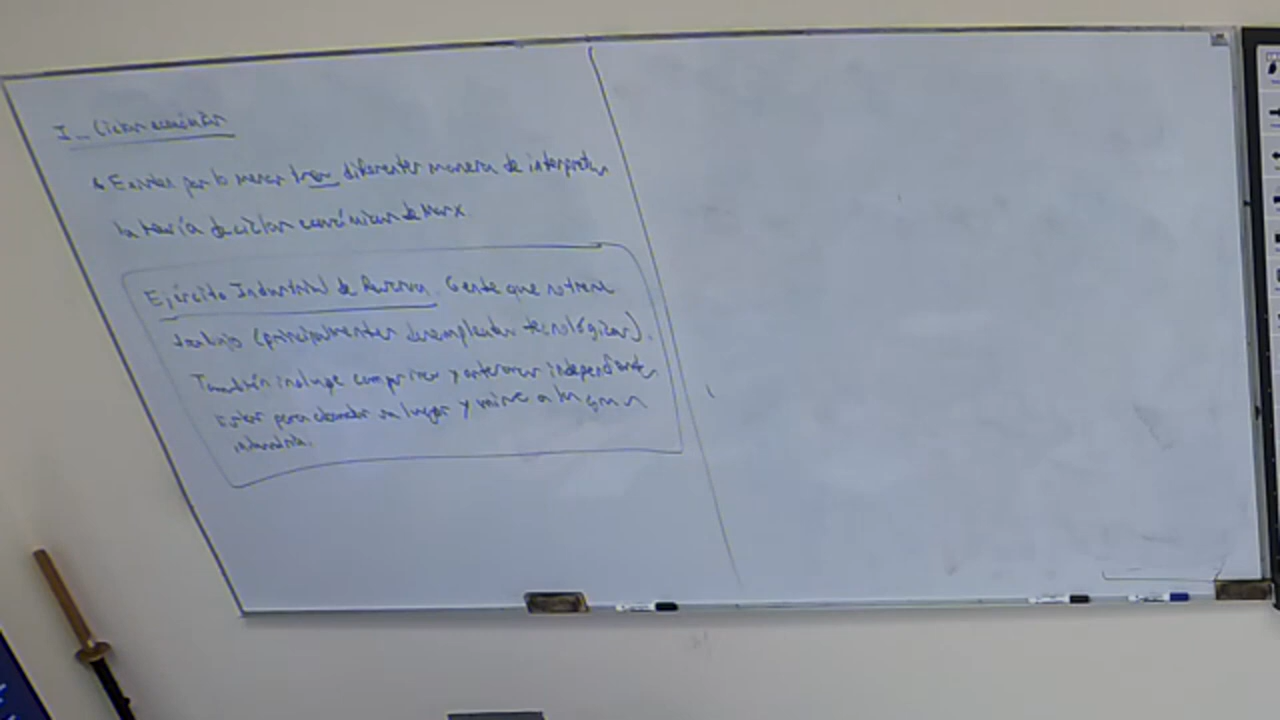 I. Ciclos económicos
Existen por lo menos tres diferentes manera de interpretar
la teoría de ciclos económicos de Marx.
Ejército Industrial de Reserva. Gente que no tiene
trabajo (principalmentes desempleados tecnológicos).
También incluye campesinos y artesanos independientes
listos para abandonar su lugar y unirse a la gran
industria.